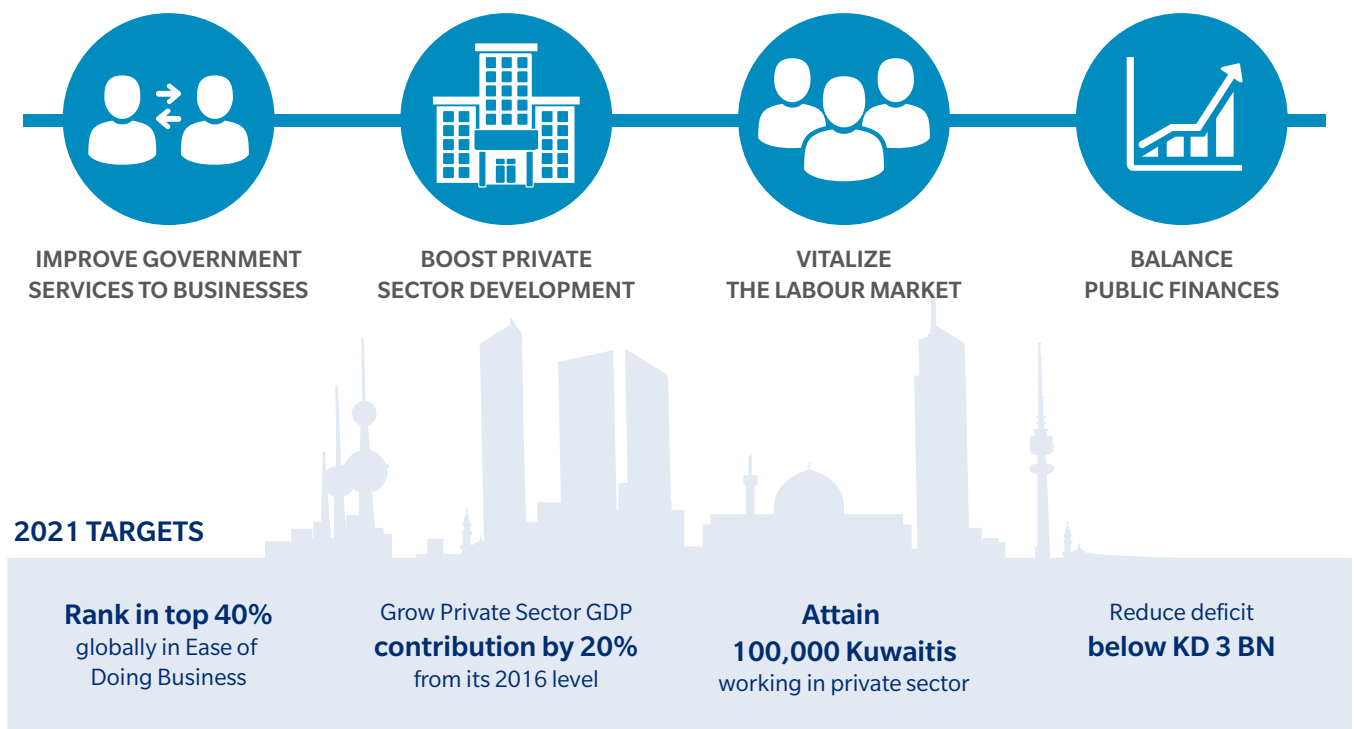 IMPROVE GOVERNMENT
SERVICES TO BUSINESSES
BOOST PRIVATE
SECTOR DEVELOPMENT
VITALIZE
THE LABOUR MARKET
BALANCE
PUBLIC FINANCES
2021 TARGETS
Rank in top 40%
globally in Ease of
Doing Business
Grow Private Sector GDP
contribution by 20%
from its 2016 level
Attain
100,000 Kuwaitis
working in private sector
Reduce deficit
below KD 3 BN